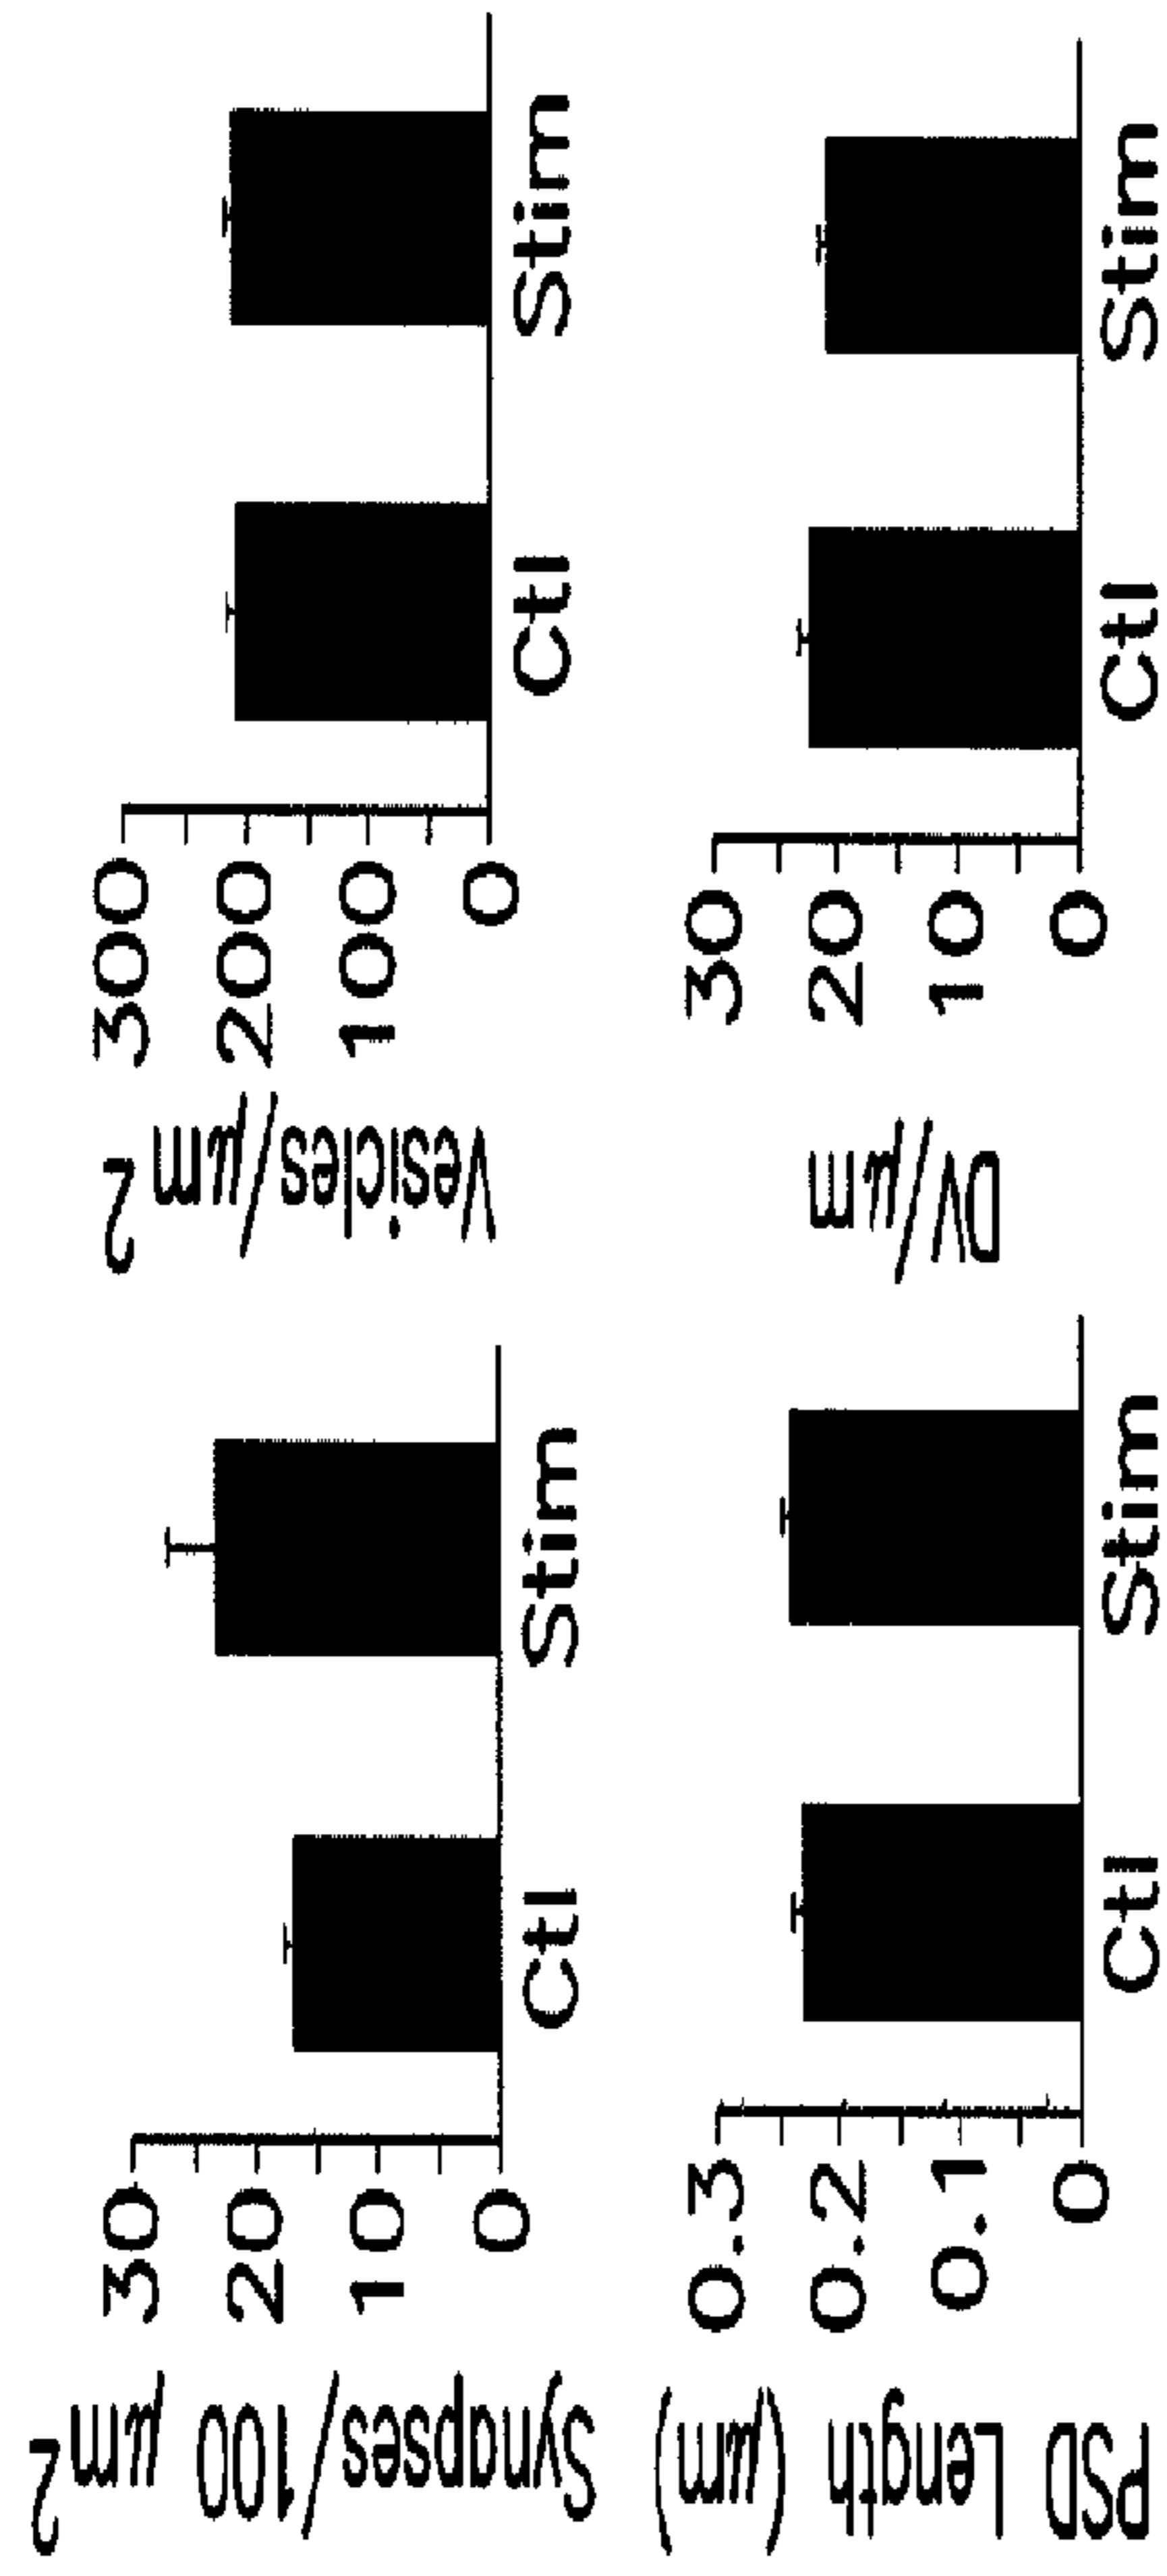 Synapses/100 μm2
30
20
10
0
Ctl Stim
Vesicles/μm2
300
200
100
0
Ctl Stim
PSD Length (μm)
0.3
0.2
0.1
0
Ctl Stim
DV/μm
30
20
10
0
Ctl Stim